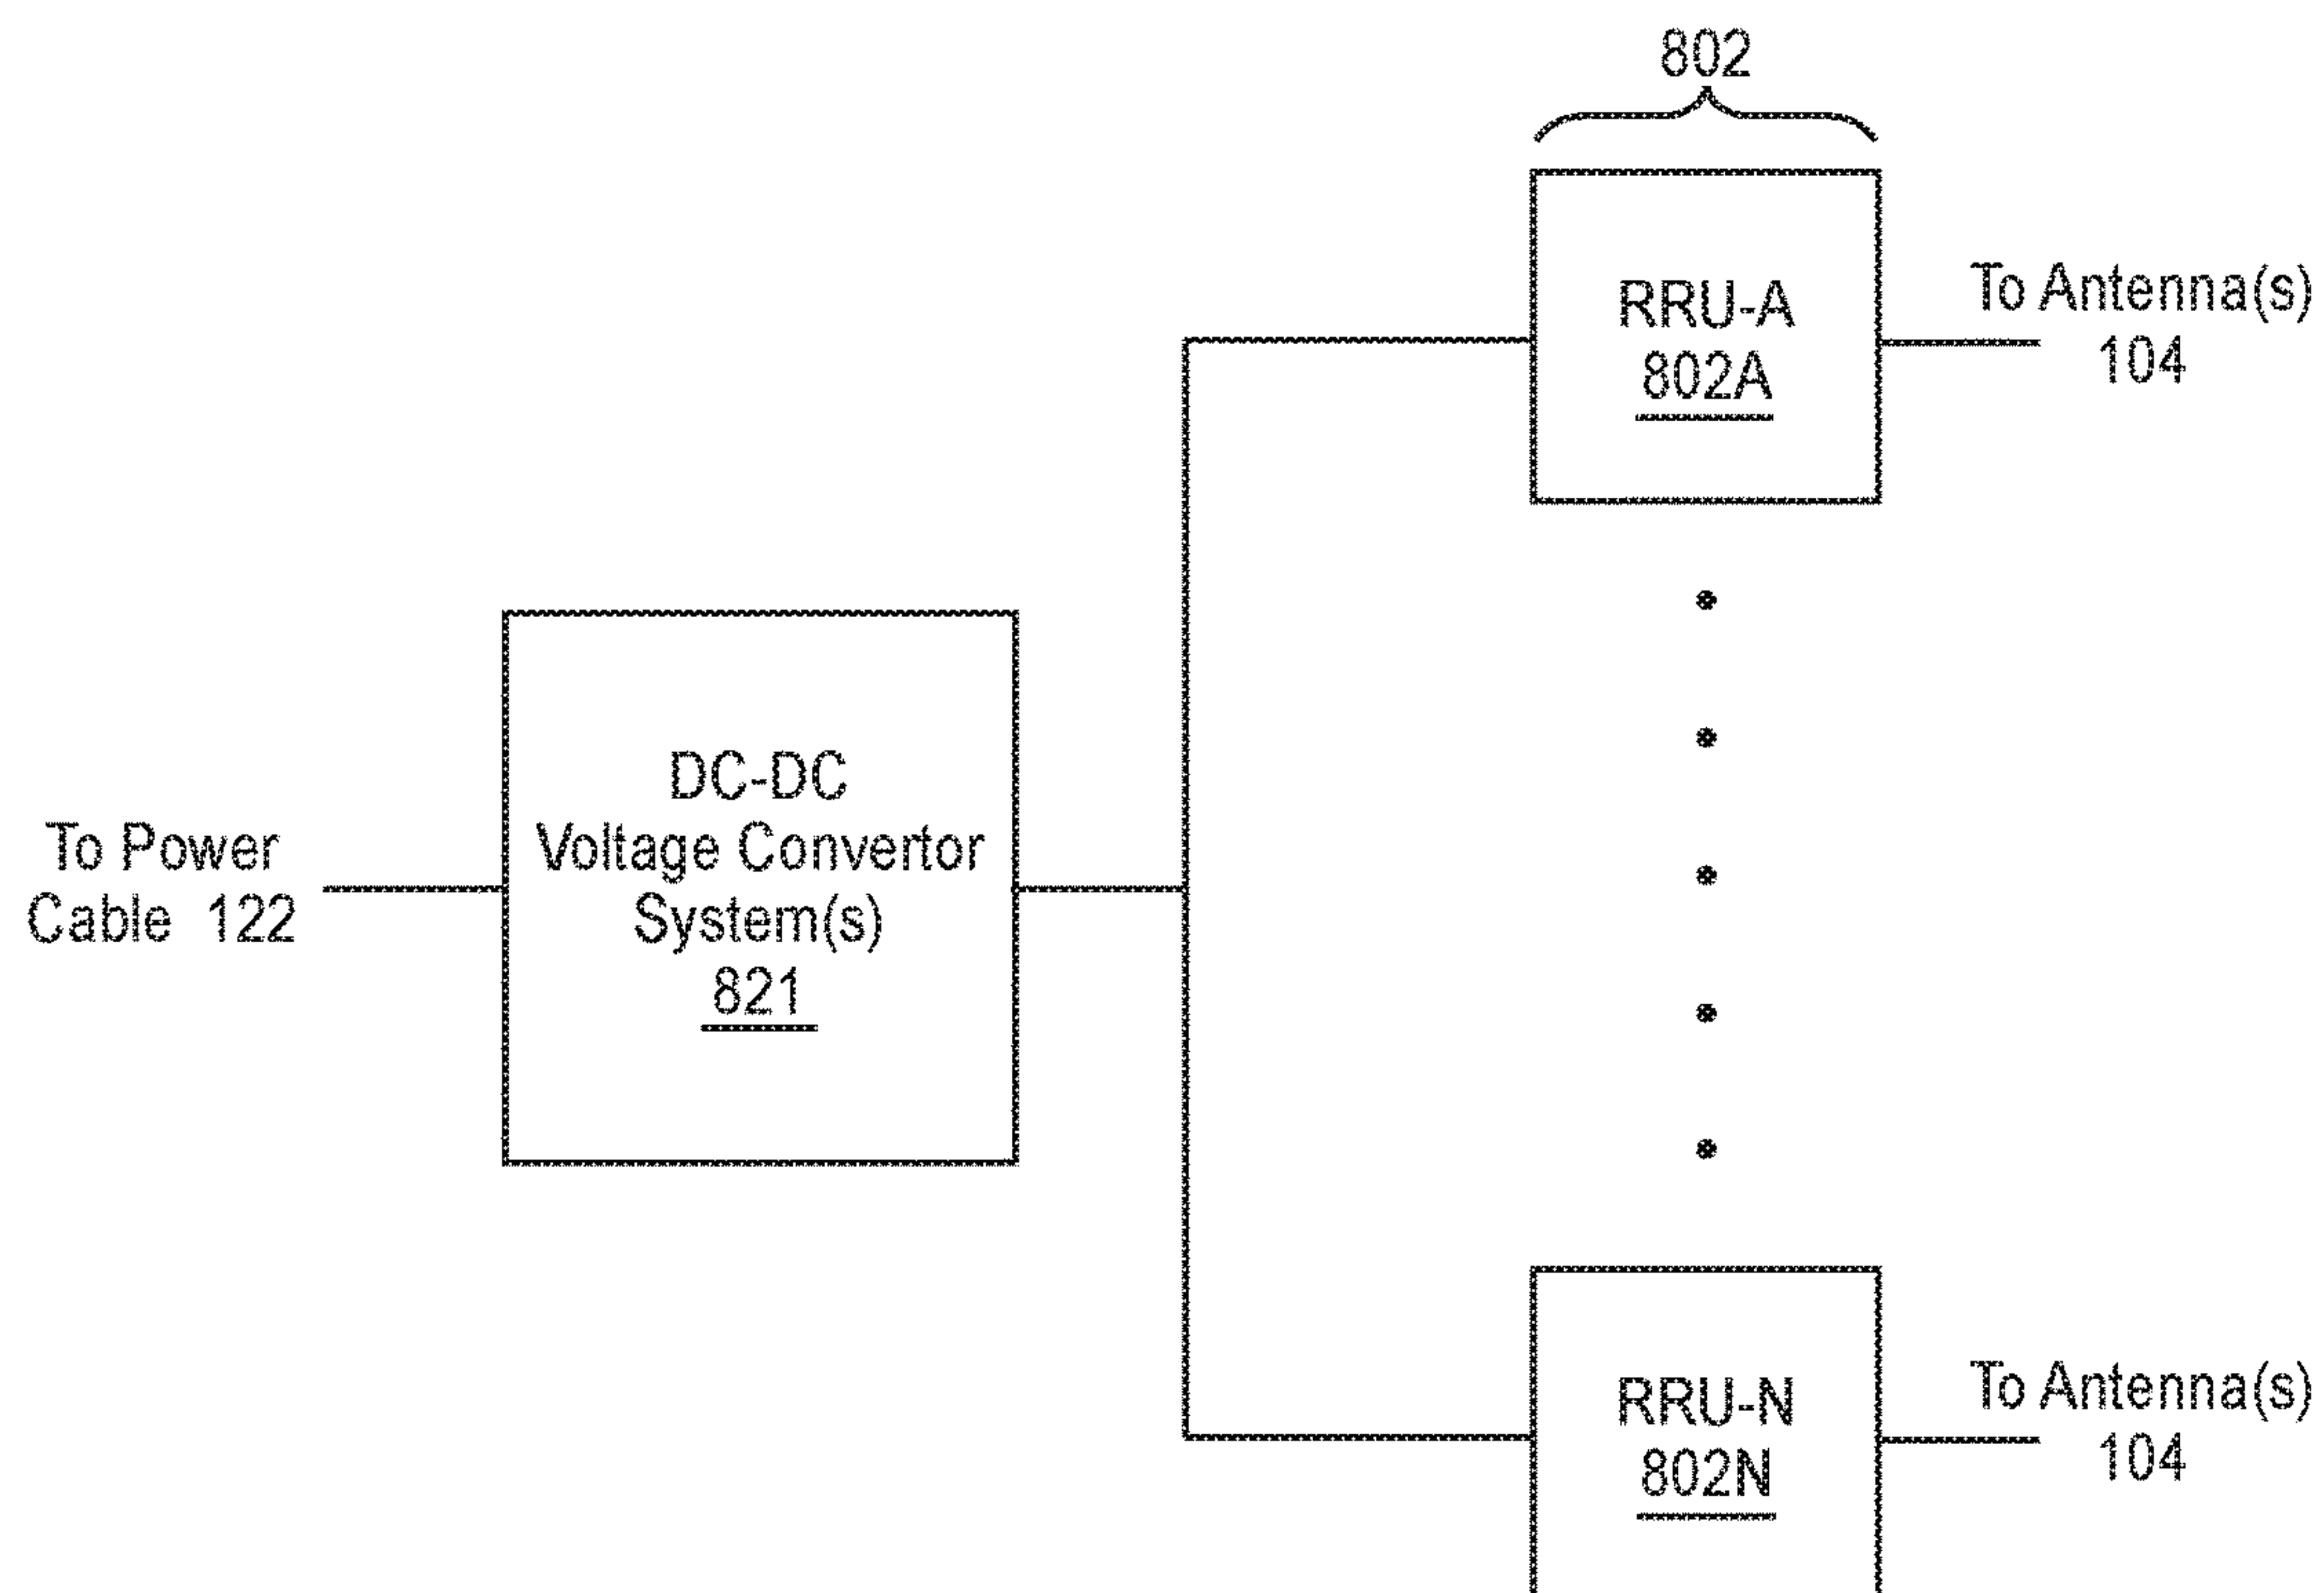 802
RRU-A
802A
To Antenna(s)
104
DC-DC
Voltage Convertor
System(s)
821
To Power
Cable 122
RRU-N
802N
To Antenna(s)
104